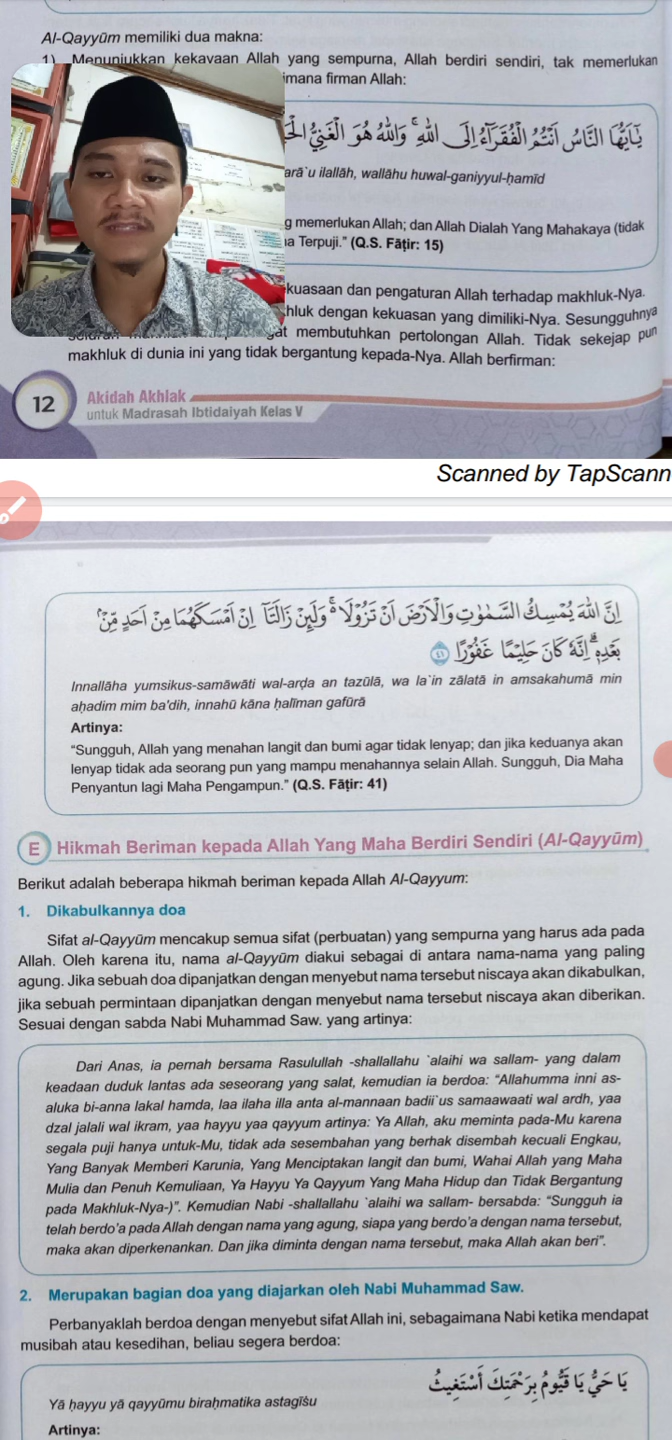 Al-Qayyūm memiliki dua makna:
1) Menunjukkan kekayaan Allah yang sempurna, Allah berdiri sendiri, tak memerlukan
imana firman Allah:
يٰٓاَيُّهَا النَّاسُ اَنْتُمُ الْفُقَرَاۤءُ اِلَى اللّٰهِ ۚوَاللّٰهُ هُوَ الْغَنِيُّ
arā`u ilallāh, wallāhu huwal-ganiyyul-ḥamīd
g memerlukan Allah; dan Allah Dialah Yang Mahakaya (tidak
a Terpuji.” (Q.S. Fāṭir: 15)
kuasaan dan pengaturan Allah terhadap makhluk-Nya.
hluk dengan kekuasan yang dimiliki-Nya. Sesungguhnya
gat membutuhkan pertolongan Allah. Tidak sekejap pun
makhluk di dunia ini yang tidak bergantung kepada-Nya. Allah berfirman:
12
Akidah Akhlak
untuk Madrasah Ibtidaiyah Kelas V
Scanned by TapScann
اِنَّ اللّٰهَ يُمْسِكُ السَّمٰوٰتِ وَالْاَرْضَ اَنْ تَزُوْلَا ەۚ وَلَىِٕنْ زَالَتَآ اِنْ اَمْسَكَهُمَا مِنْ اَحَدٍ مِّنْۢ
بَعْدِهٖ ۗاِنَّهٗ كَانَ حَلِيْمًا غَفُوْرًا ٤١
Innallāha yumsikus-samāwāti wal-arḍa an tazūlā, wa la`in zālatā in amsakahumā min
aḥadim mim ba'dih, innahū kāna ḥalīman gafūrā
Artinya:
“Sungguh, Allah yang menahan langit dan bumi agar tidak lenyap; dan jika keduanya akan
lenyap tidak ada seorang pun yang mampu menahannya selain Allah. Sungguh, Dia Maha
Penyantun lagi Maha Pengampun.” (Q.S. Fāṭir: 41)
E Hikmah Beriman kepada Allah Yang Maha Berdiri Sendiri (Al-Qayyūm)
Berikut adalah beberapa hikmah beriman kepada Allah Al-Qayyum:
1. Dikabulkannya doa
Sifat al-Qayyūm mencakup semua sifat (perbuatan) yang sempurna yang harus ada pada
Allah. Oleh karena itu, nama al-Qayyūm diakui sebagai di antara nama-nama yang paling
agung. Jika sebuah doa dipanjatkan dengan menyebut nama tersebut niscaya akan dikabulkan,
jika sebuah permintaan dipanjatkan dengan menyebut nama tersebut niscaya akan diberikan.
Sesuai dengan sabda Nabi Muhammad Saw. yang artinya:
Dari Anas, ia pernah bersama Rasulullah -shallallahu `alaihi wa sallam- yang dalam
keadaan duduk lantas ada seseorang yang salat, kemudian ia berdoa: “Allahumma inni as-
aluka bi-anna lakal hamda, laa ilaha illa anta al-mannaan badii`us samaawaati wal ardh, yaa
dzal jalali wal ikram, yaa hayyu yaa qayyum artinya: Ya Allah, aku meminta pada-Mu karena
segala puji hanya untuk-Mu, tidak ada sesembahan yang berhak disembah kecuali Engkau,
Yang Banyak Memberi Karunia, Yang Menciptakan langit dan bumi, Wahai Allah yang Maha
Mulia dan Penuh Kemuliaan, Ya Hayyu Ya Qayyum Yang Maha Hidup dan Tidak Bergantung
pada Makhluk-Nya-)”. Kemudian Nabi -shallallahu `alaihi wa sallam- bersabda: “Sungguh ia
telah berdo’a pada Allah dengan nama yang agung, siapa yang berdo’a dengan nama tersebut,
maka akan diperkenankan. Dan jika diminta dengan nama tersebut, maka Allah akan beri”.
2. Merupakan bagian doa yang diajarkan oleh Nabi Muhammad Saw.
Perbanyaklah berdoa dengan menyebut sifat Allah ini, sebagaimana Nabi ketika mendapat
musibah atau kesedihan, beliau segera berdoa:
يَا حَيُّ يَا قَيُّوْمُ بِرَحْمَتِكَ أَسْتَغِيْثُ
Yā ḥayyu yā qayyūmu biraḥmatika astagīṡu
Artinya: